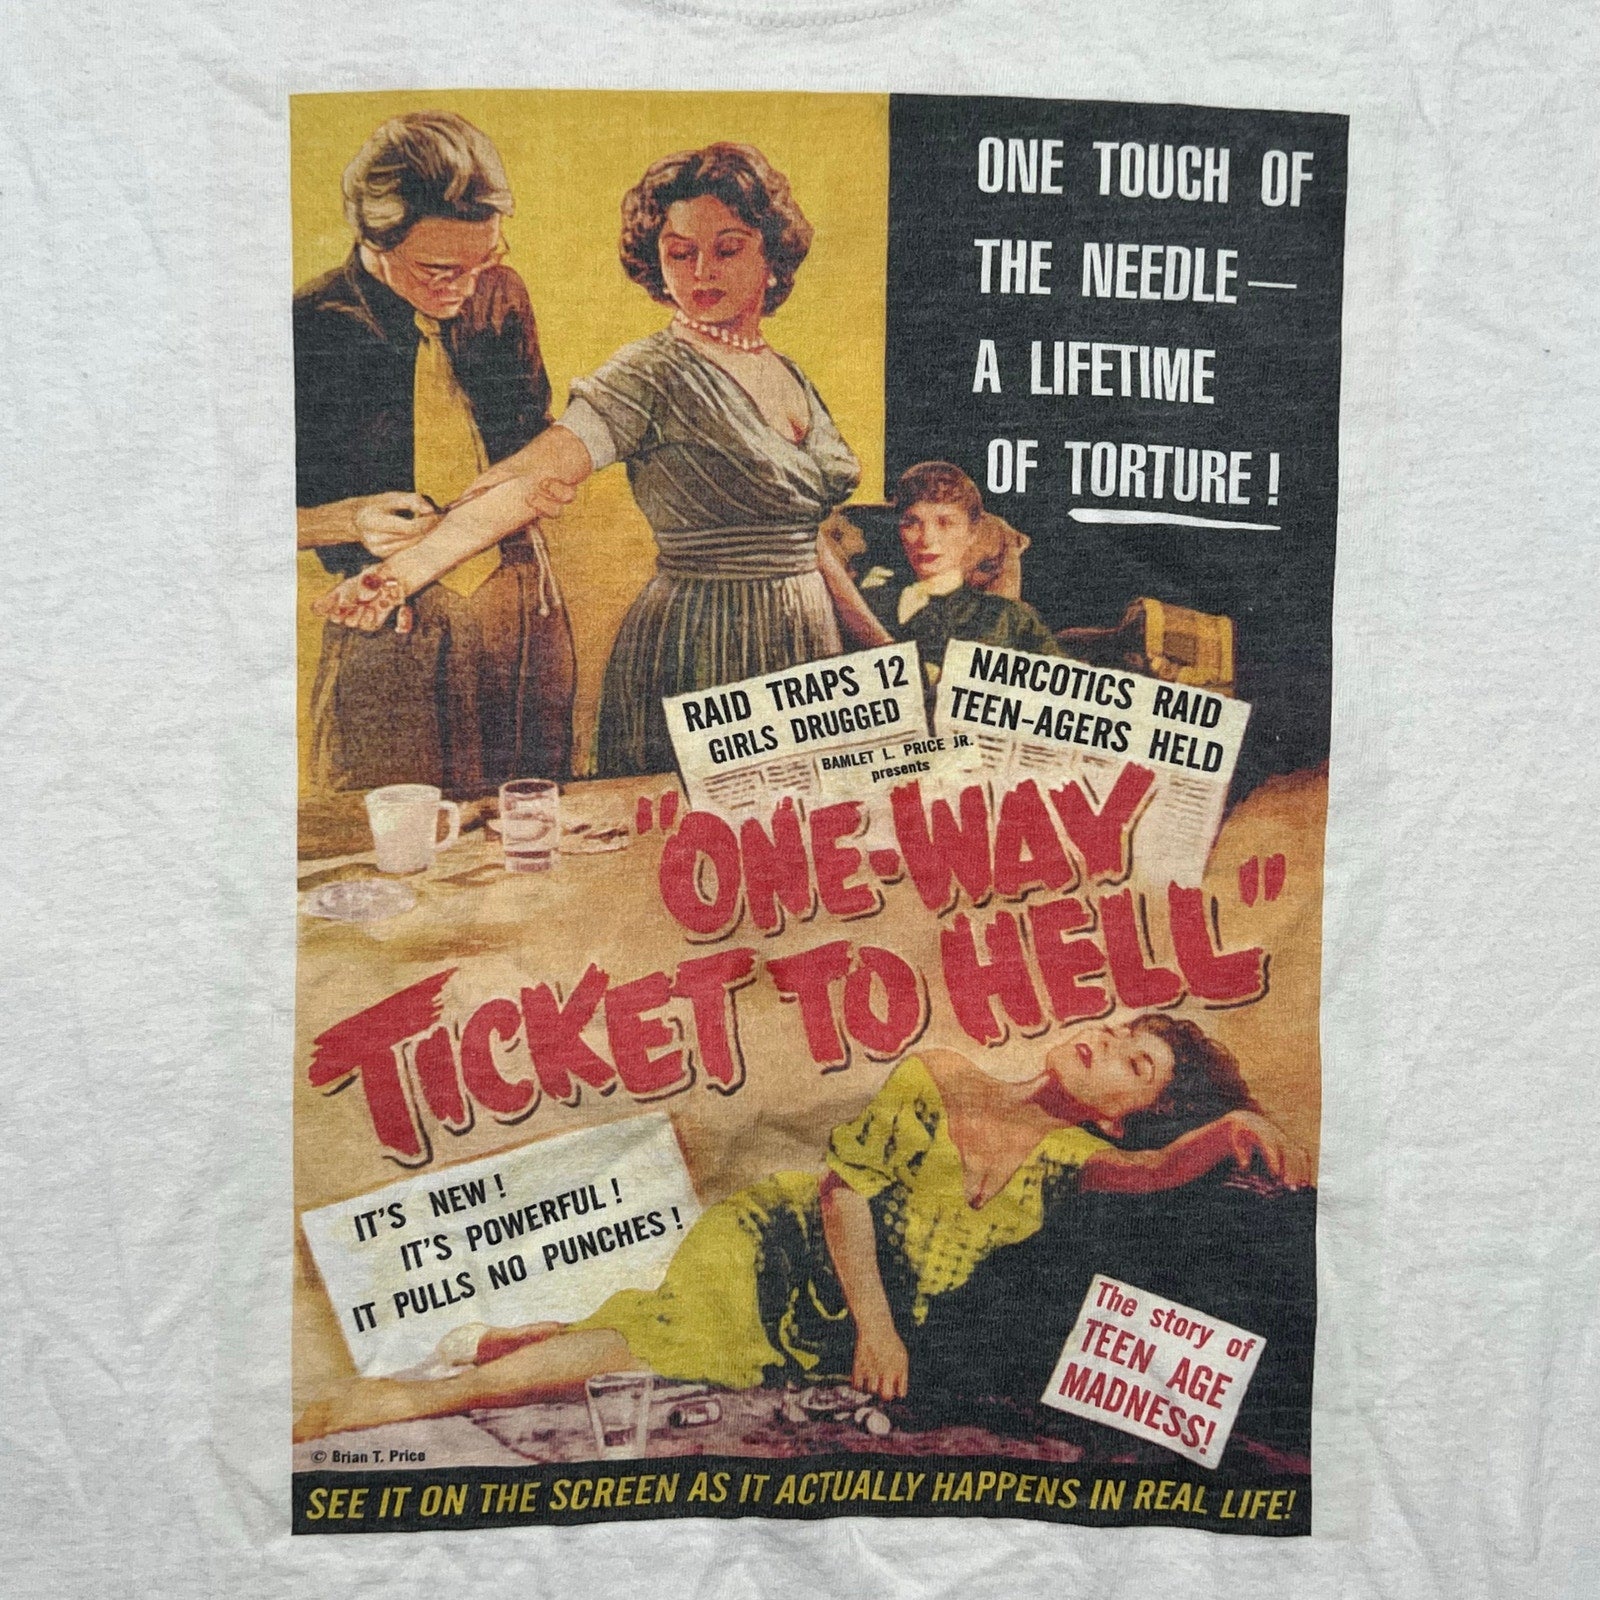 ONE TOUCH OF
THE NEEDLE—
A LIFETIME
OF TORTURE!
RAID TRAPS 12
GIRLS DRUGGED
NARCOTICS RAID
TEEN-AGERS HELD
BAMLET L. PRICE JR.
presents
"ONE-WAY
TICKET TO HELL"
IT'S NEW!
IT'S POWERFUL!
IT PULLS NO PUNCHES!
The story of
TEEN AGE
MADNESS!
© Brian T. Price
SEE IT ON THE SCREEN AS IT ACTUALLY HAPPENS IN REAL LIFE!